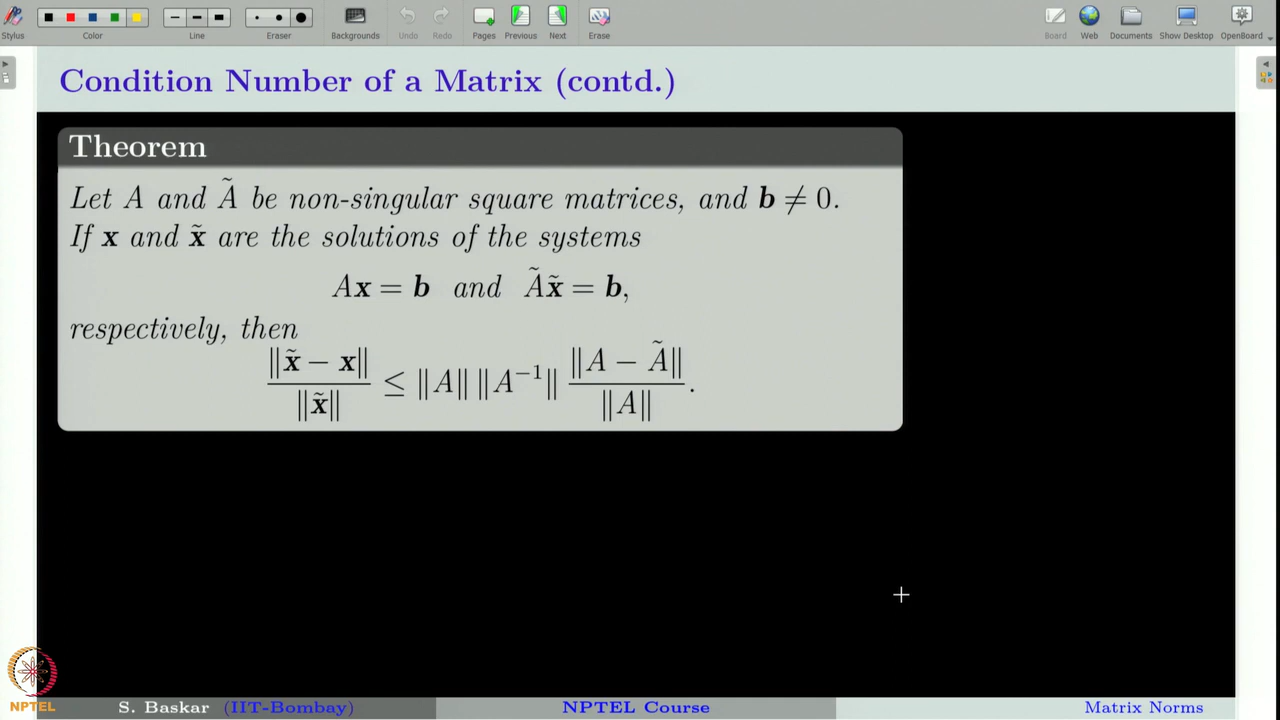 Stylus Color Line Eraser Backgrounds Undo Redo Pages Previous Next Erase Board Web Documents Show Desktop OpenBoard
Condition Number of a Matrix (contd.)
Theorem
Let A and Ã be non-singular square matrices, and b ≠ 0.
If x and x̃ are the solutions of the systems
Ax = b and Ãx̃ = b,
respectively, then
‖x̃ − x‖ / ‖x̃‖ ≤ ‖A‖ ‖A⁻¹‖ ‖A − Ã‖ / ‖A‖.
NPTEL
S. Baskar (IIT-Bombay) NPTEL Course Matrix Norms